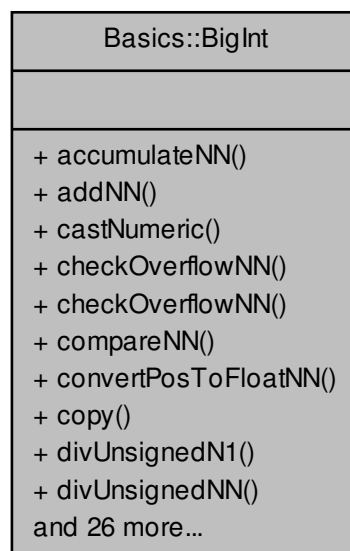 Basics::BigInt
+ accumulateNN()
+ addNN()
+ castNumeric()
+ checkOverflowNN()
+ checkOverflowNN()
+ compareNN()
+ convertPosToFloatNN()
+ copy()
+ divUnsignedN1()
+ divUnsignedNN()
and 26 more...